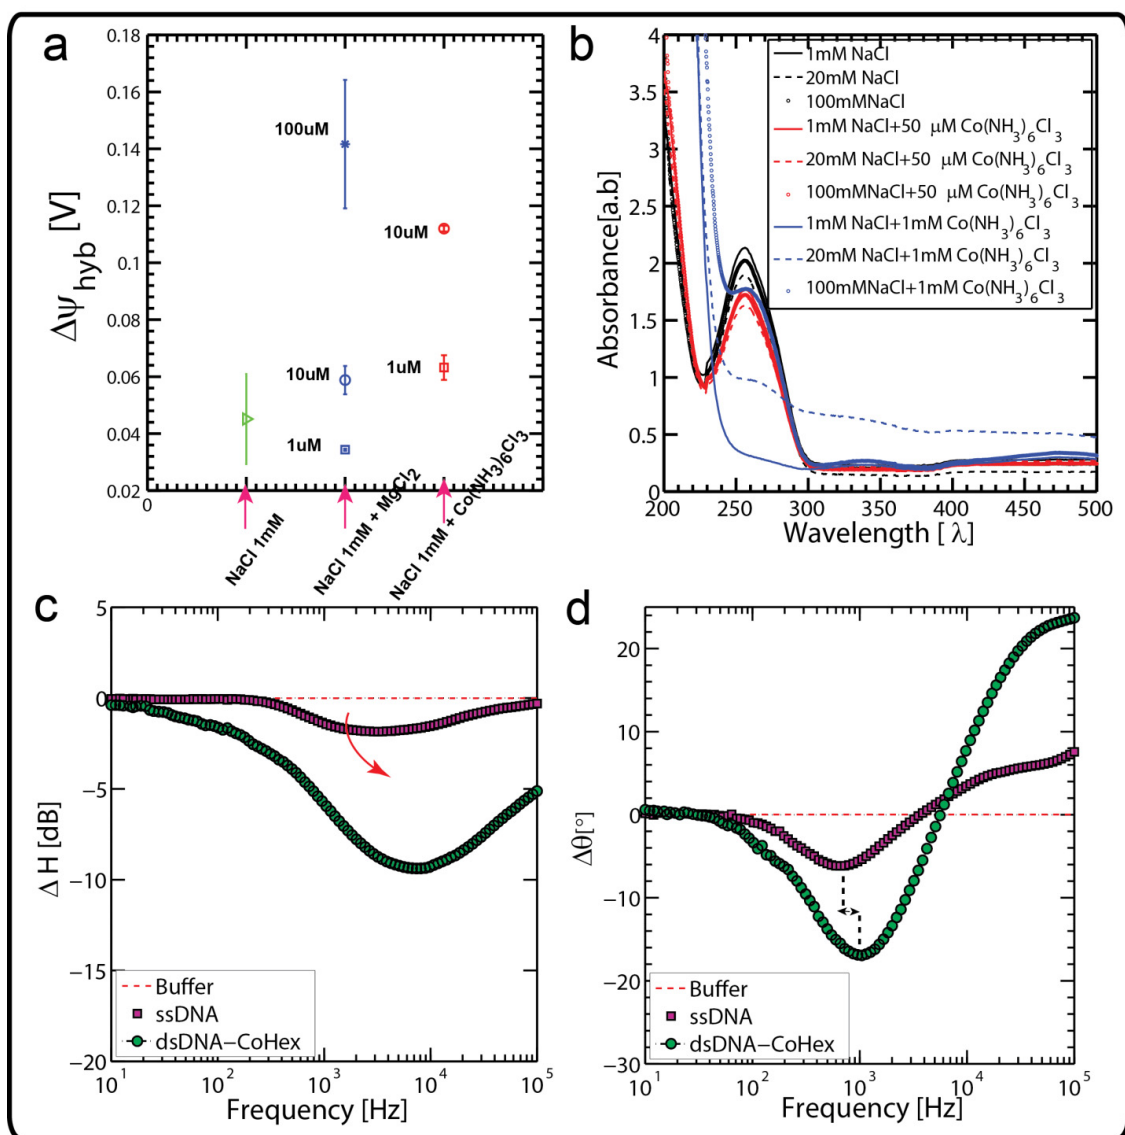 a
0.18
0.16
0.14
0.12
0.1
0.08
0.06
0.04
0.02
0
Δψhyb [V]
100uM
10uM
10uM
1uM
1uM
NaCl 1mM
NaCl 1mM + MgCl2
NaCl 1mM + Co(NH3)6Cl3
b
4
3.5
3
2.5
2
1.5
1
0.5
0
Absorbance[a.b]
1mM NaCl
20mM NaCl
100mMNaCl
1mM NaCl+50 μM Co(NH3)6Cl3
20mM NaCl+50 μM Co(NH3)6Cl3
100mMNaCl+50 μM Co(NH3)6Cl3
1mM NaCl+1mM Co(NH3)6Cl3
20mM NaCl+1mM Co(NH3)6Cl3
100mMNaCl+1mM Co(NH3)6Cl3
200 250 300 350 400 450 500
Wavelength [ λ]
c
5
0
−5
−10
−15
−20
Δ H [dB]
Buffer
ssDNA
dsDNA−CoHex
10^1 10^2 10^3 10^4 10^5
Frequency [Hz]
d
20
10
0
−10
−20
−30
Δθ[°]
Buffer
ssDNA
dsDNA−CoHex
10^1 10^2 10^3 10^4 10^5
Frequency [Hz]